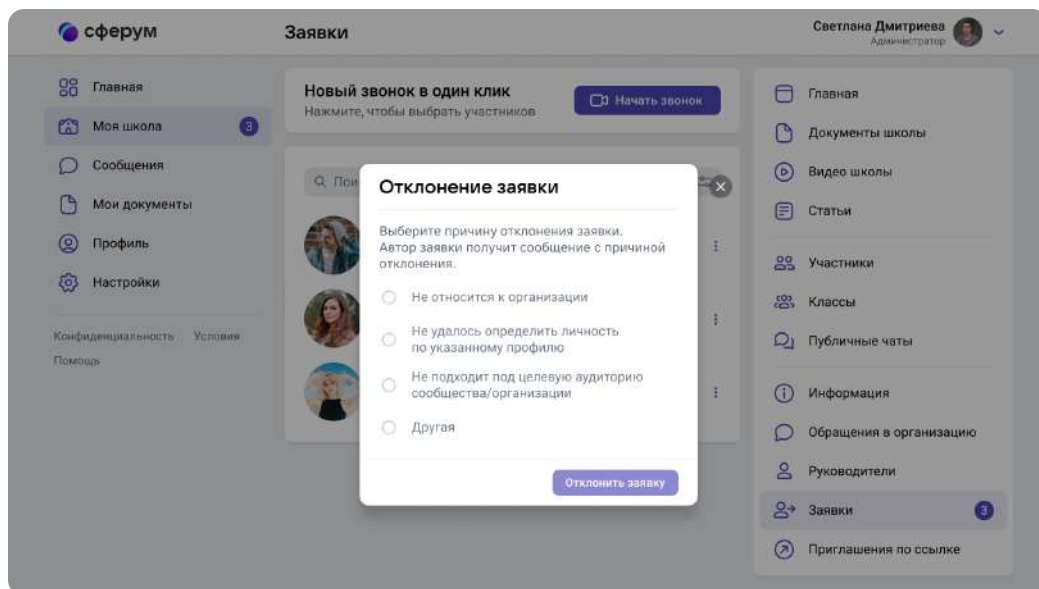 сферум
Заявки
Светлана Дмитриева
Администратор
Главная
Моя школа
3
Сообщения
Мои документы
Профиль
Настройки
Конфиденциальность Условия
Помощь
Новый звонок в один клик
Нажмите, чтобы выбрать участников
Начать звонок
Пои
Отклонение заявки
Выберите причину отклонения заявки.
Автор заявки получит сообщение с причиной
отклонения.
Не относится к организации
Не удалось определить личность
по указанному профилю
Не подходит под целевую аудиторию
сообщества/организации
Другая
Отклонить заявку
Главная
Документы школы
Видео школы
Статьи
Участники
Классы
Публичные чаты
Информация
Обращения в организацию
Руководители
Заявки
3
Приглашения по ссылке